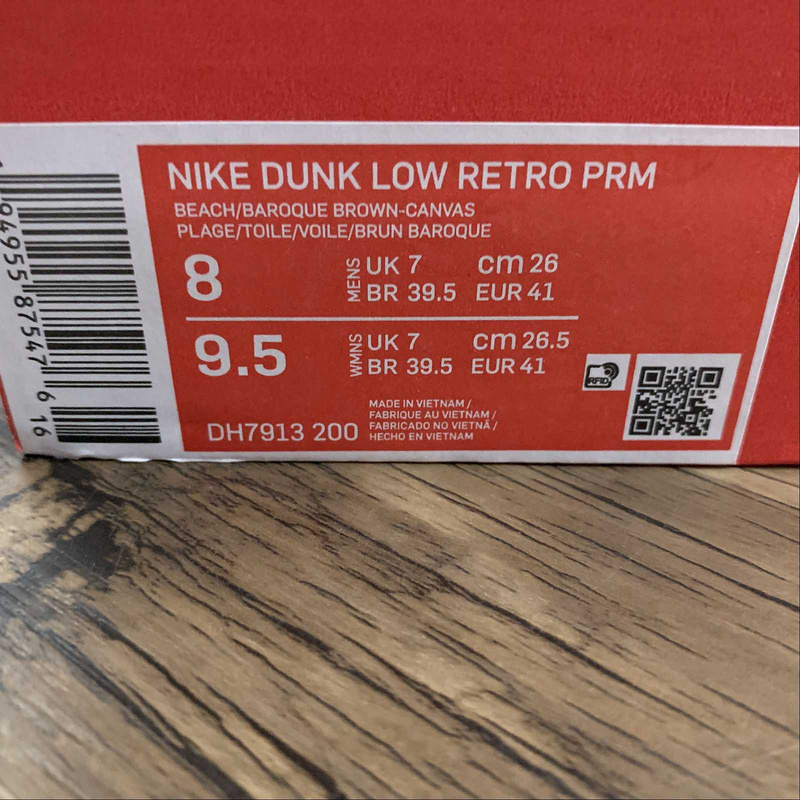 NIKE DUNK LOW RETRO PRM
BEACH/BAROQUE BROWN-CANVAS
PLAGE/TOILE/VOILE/BRUN BAROQUE
8
MENS
UK 7 cm 26
BR 39.5 EUR 41
9.5
WMNS
UK 7 cm 26.5
BR 39.5 EUR 41
RFID
MADE IN VIETNAM /
FABRIQUE AU VIETNAM /
FABRICADO NO VIETNÃ /
HECHO EN VIETNAM
DH7913 200
1 94955 87547 6 16